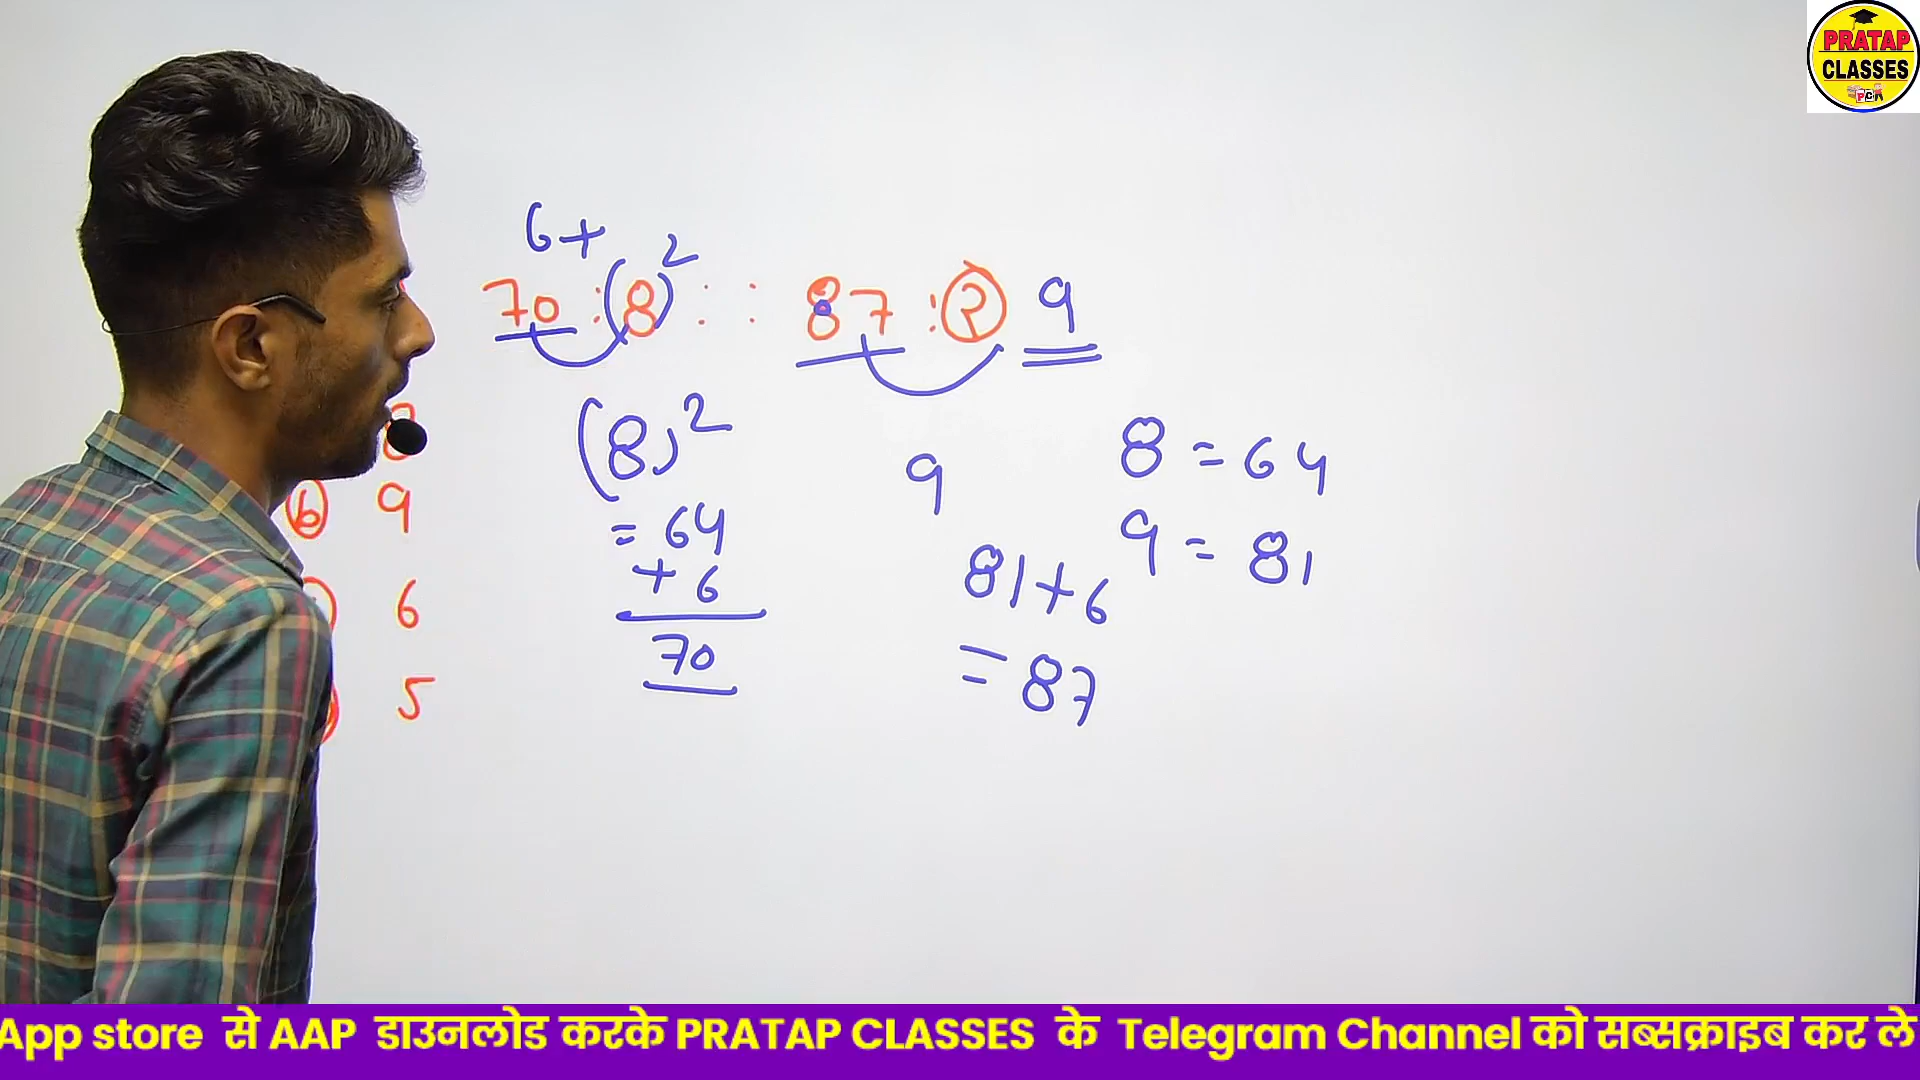 PRATAP
CLASSES
6+
70 : (8)² : : 87 : ? 9
(8)²
= 64
+ 6
70
9
81+6
= 87
8 = 64
9 = 81
b 9
6
5
App store से AAP डाउनलोड करके PRATAP CLASSES के Telegram Channel को सब्सक्राइब कर ले